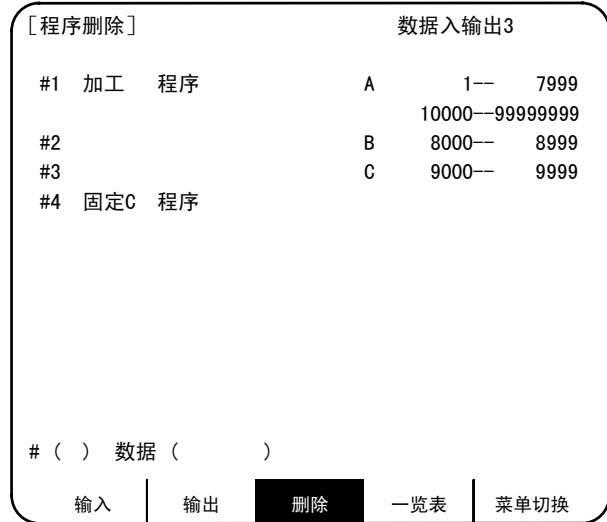 ［程序删除］ 数据入输出3
#1 加工 程序 A 1-- 7999
10000--99999999
#2 B 8000-- 8999
#3 C 9000-- 9999
#4 固定C 程序
# ( ) 数据 ( )
输入 输出 删除 一览表 菜单切换